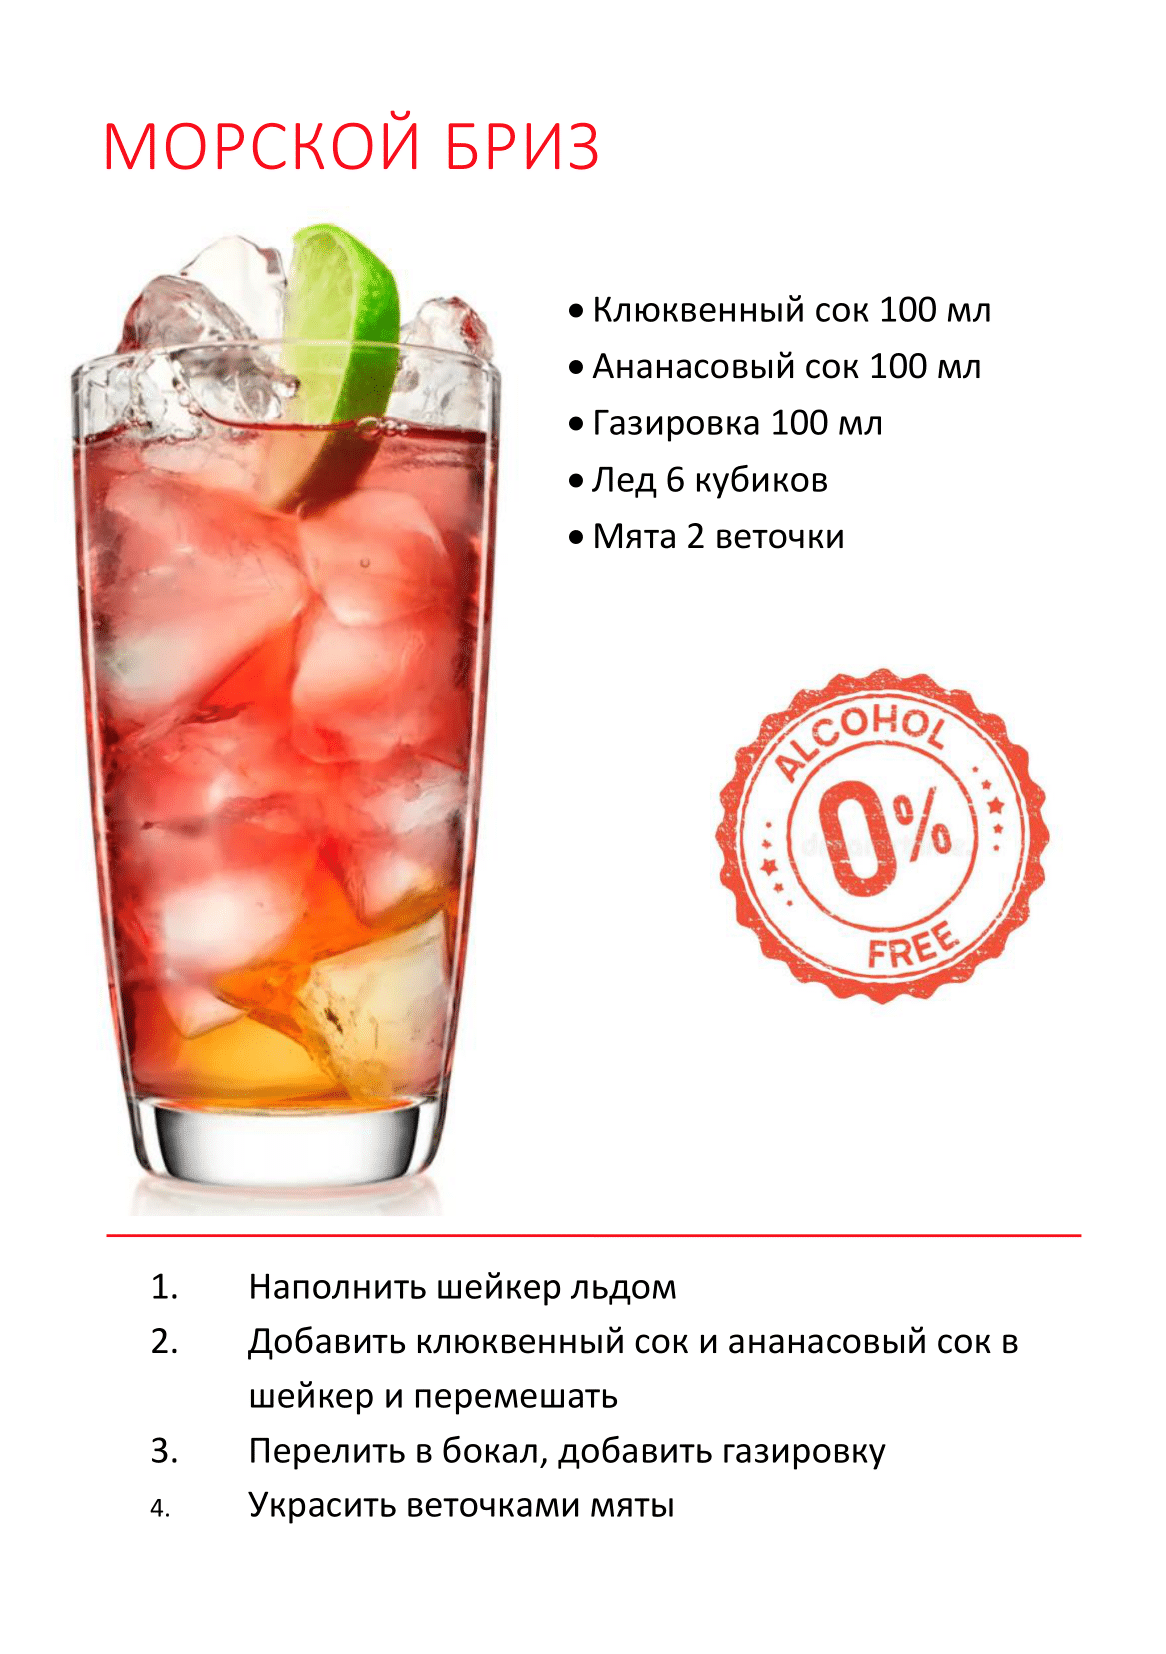 МОРСКОЙ БРИЗ
• Клюквенный сок 100 мл
• Ананасовый сок 100 мл
• Газировка 100 мл
• Лед 6 кубиков
• Мята 2 веточки
ALCOHOL
0%
FREE
1. Наполнить шейкер льдом
2. Добавить клюквенный сок и ананасовый сок в
шейкер и перемешать
3. Перелить в бокал, добавить газировку
4. Украсить веточками мяты